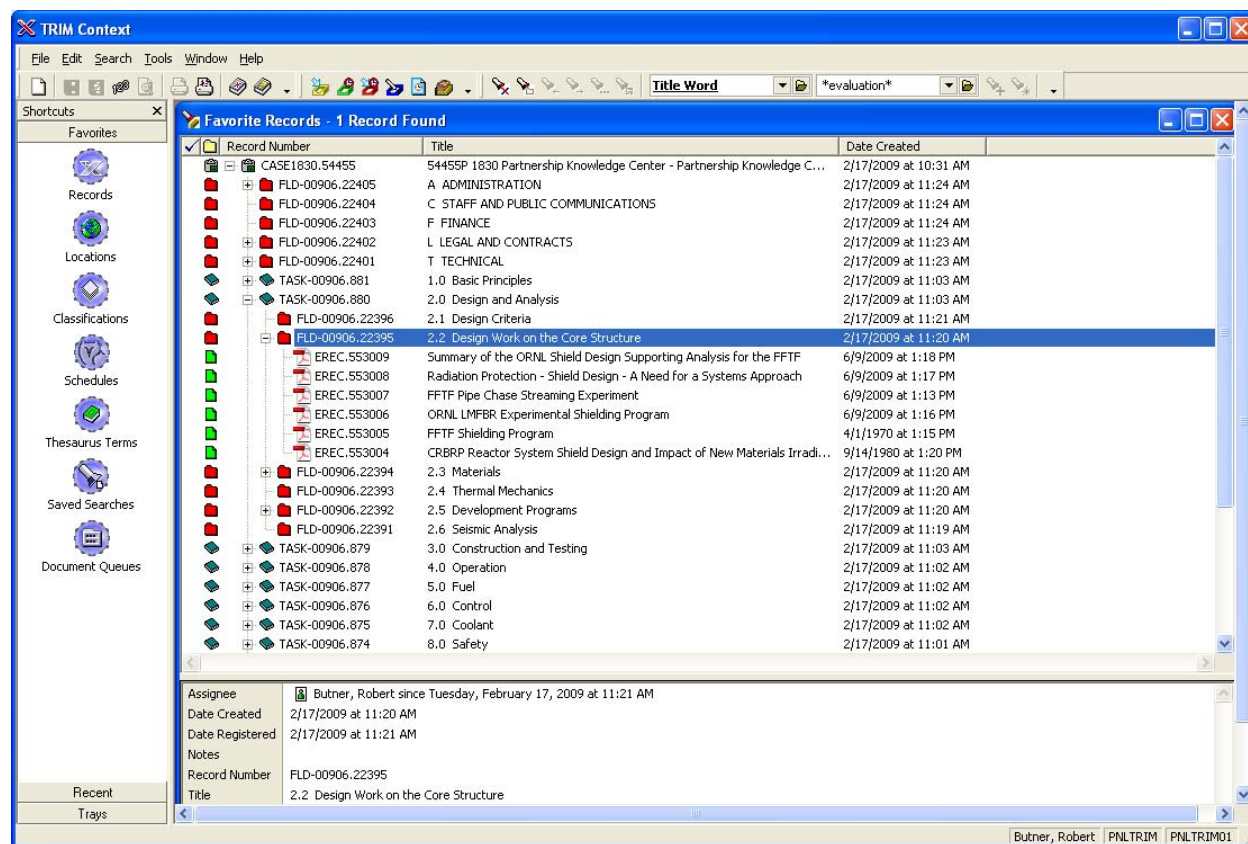 TRIM Context
File Edit Search Tools Window Help
Title Word *evaluation*
Shortcuts X
Favorites
Records
Locations
Classifications
Schedules
Thesaurus Terms
Saved Searches
Document Queues
Recent
Trays
Favorite Records - 1 Record Found
Record Number Title Date Created
CASE1830.54455 54455P 1830 Partnership Knowledge Center - Partnership Knowledge C... 2/17/2009 at 10:31 AM
FLD-00906.22405 A ADMINISTRATION 2/17/2009 at 11:24 AM
FLD-00906.22404 C STAFF AND PUBLIC COMMUNICATIONS 2/17/2009 at 11:24 AM
FLD-00906.22403 F FINANCE 2/17/2009 at 11:24 AM
FLD-00906.22402 L LEGAL AND CONTRACTS 2/17/2009 at 11:23 AM
FLD-00906.22401 T TECHNICAL 2/17/2009 at 11:23 AM
TASK-00906.881 1.0 Basic Principles 2/17/2009 at 11:03 AM
TASK-00906.880 2.0 Design and Analysis 2/17/2009 at 11:03 AM
FLD-00906.22396 2.1 Design Criteria 2/17/2009 at 11:21 AM
FLD-00906.22395 2.2 Design Work on the Core Structure 2/17/2009 at 11:20 AM
EREC.553009 Summary of the ORNL Shield Design Supporting Analysis for the FFTF 6/9/2009 at 1:18 PM
EREC.553008 Radiation Protection - Shield Design - A Need for a Systems Approach 6/9/2009 at 1:17 PM
EREC.553007 FFTF Pipe Chase Streaming Experiment 6/9/2009 at 1:13 PM
EREC.553006 ORNL LMFBR Experimental Shielding Program 6/9/2009 at 1:16 PM
EREC.553005 FFTF Shielding Program 4/1/1970 at 1:15 PM
EREC.553004 CRBRP Reactor System Shield Design and Impact of New Materials Irradi... 9/14/1980 at 1:20 PM
FLD-00906.22394 2.3 Materials 2/17/2009 at 11:20 AM
FLD-00906.22393 2.4 Thermal Mechanics 2/17/2009 at 11:20 AM
FLD-00906.22392 2.5 Development Programs 2/17/2009 at 11:20 AM
FLD-00906.22391 2.6 Seismic Analysis 2/17/2009 at 11:19 AM
TASK-00906.879 3.0 Construction and Testing 2/17/2009 at 11:03 AM
TASK-00906.878 4.0 Operation 2/17/2009 at 11:02 AM
TASK-00906.877 5.0 Fuel 2/17/2009 at 11:02 AM
TASK-00906.876 6.0 Control 2/17/2009 at 11:02 AM
TASK-00906.875 7.0 Coolant 2/17/2009 at 11:02 AM
TASK-00906.874 8.0 Safety 2/17/2009 at 11:01 AM
Assignee Butner, Robert since Tuesday, February 17, 2009 at 11:21 AM
Date Created 2/17/2009 at 11:20 AM
Date Registered 2/17/2009 at 11:21 AM
Notes
Record Number FLD-00906.22395
Title 2.2 Design Work on the Core Structure
Butner, Robert PNLTRIM PNLTRIM01